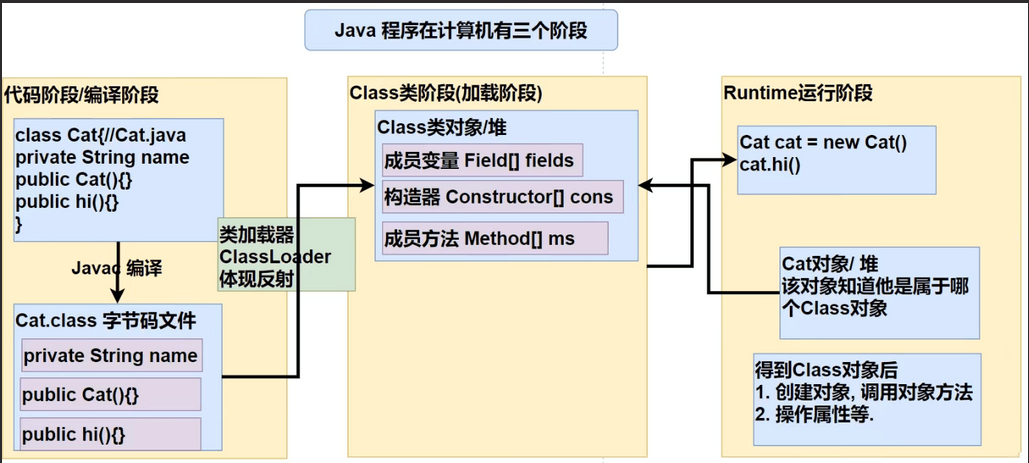 Java 程序在计算机有三个阶段
代码阶段/编译阶段
class Cat{//Cat.java
private String name
public Cat(){}
public hi(){}
}
Javac 编译
Cat.class 字节码文件
private String name
public Cat(){}
public hi(){}
类加载器
ClassLoader
体现反射
Class类阶段(加载阶段)
Class类对象/堆
成员变量 Field[] fields
构造器 Constructor[] cons
成员方法 Method[] ms
Runtime运行阶段
Cat cat = new Cat()
cat.hi()
Cat对象/ 堆
该对象知道他是属于哪
个Class对象
得到Class对象后
1. 创建对象, 调用对象方法
2. 操作属性等.